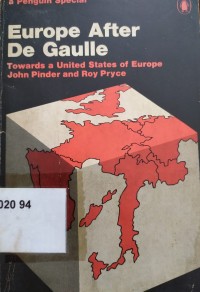 a Penguin Special
Europe After
De Gaulle
Towards a United States of Europe
John Pinder and Roy Pryce
020 94